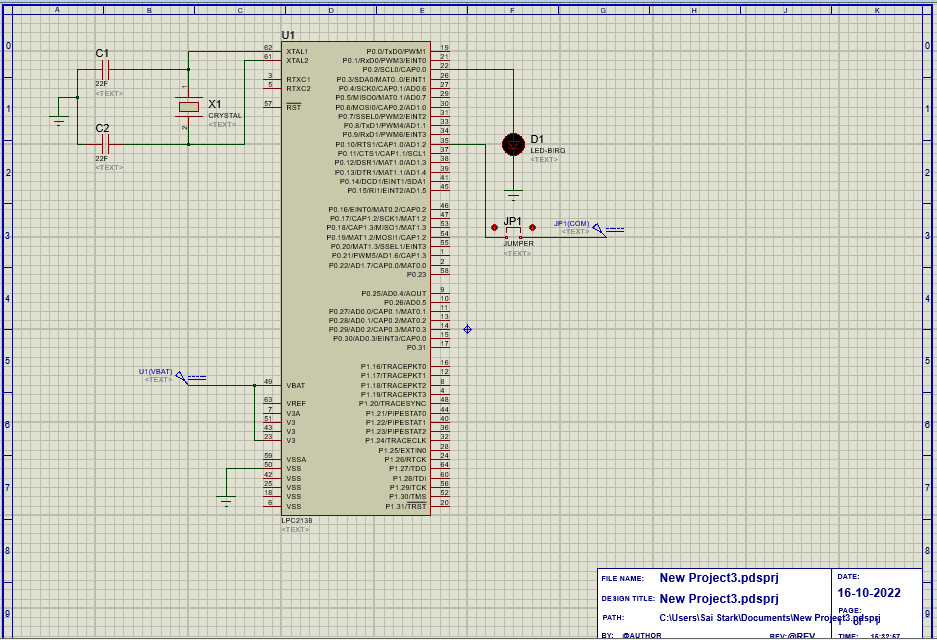 A B C D E F G H J K
0 0
1 1
2 2
3 3
4 4
5 5
6 6
7 7
8 8
9 9
C1
22F
<TEXT>
C2
22F
<TEXT>
X1
CRYSTAL
<TEXT>
1
2
U1
62 XTAL1 P0.0/TxD0/PWM1 19
61 XTAL2 P0.1/RxD0/PWM3/EINT0 21
P0.2/SCL0/CAP0.0 22
3 RTXC1 P0.3/SDA0/MAT0..0/EINT1 26
5 RTXC2 P0.4/SCK0/CAP0.1/AD0.6 27
P0.5/MISO0/MAT0.1/AD0.7 29
57 RST P0.6/MOSI0/CAP0.2/AD1.0 30
P0.7/SSEL0/PWM2/EINT2 31
P0.8/TxD1/PWM4/AD1.1 33
P0.9/RxD1/PWM6/EINT3 34
P0.10/RTS1/CAP1.0/AD1.2 35
P0.11/CTS1/CAP1.1/SCL1 37
P0.12/DSR1/MAT1.0/AD1.3 38
P0.13/DTR1/MAT1.1/AD1.4 39
P0.14/DCD1/EINT1/SDA1 41
P0.15/RI1/EINT2/AD1.5 45
P0.16/EINT0/MAT0.2/CAP0.2 46
P0.17/CAP1.2/SCK1/MAT1.2 47
P0.18/CAP1.3/MISO1/MAT1.3 53
P0.19/MAT1.2/MOSI1/CAP1.2 54
P0.20/MAT1.3/SSEL1/EINT3 55
P0.21/PWM5/AD1.6/CAP1.3 1
P0.22/AD1.7/CAP0.0/MAT0.0 2
P0.23 58
P0.25/AD0.4/AOUT 9
P0.26/AD0.5 10
P0.27/AD0.0/CAP0.1/MAT0.1 11
P0.28/AD0.1/CAP0.2/MAT0.2 13
P0.29/AD0.2/CAP0.3/MAT0.3 14
P0.30/AD0.3/EINT3/CAP0.0 15
P0.31 17
P1.16/TRACEPKT0 16
P1.17/TRACEPKT1 12
49 VBAT P1.18/TRACEPKT2 8
P1.19/TRACEPKT3 4
63 VREF P1.20/TRACESYNC 48
7 V3A P1.21/PIPESTAT0 44
51 V3 P1.22/PIPESTAT1 40
43 V3 P1.23/PIPESTAT2 36
23 V3 P1.24/TRACECLK 32
P1.25/EXTIN0 28
59 VSSA P1.26/RTCK 24
50 VSS P1.27/TDO 64
42 VSS P1.28/TDI 60
25 VSS P1.29/TCK 56
18 VSS P1.30/TMS 52
6 VSS P1.31/TRST 20
LPC2138
<TEXT>
U1(VBAT)
<TEXT>
D1
LED-BIRG
<TEXT>
JP1
JUMPER
<TEXT>
JP1(COM)
<TEXT>
FILE NAME: New Project3.pdsprj
DESIGN TITLE: New Project3.pdsprj
PATH: C:\Users\Sai Stark\Documents\New Project3.pdsprj
BY: @AUTHOR REV:@REV
DATE:
16-10-2022
PAGE:
TIME: 15:32:57